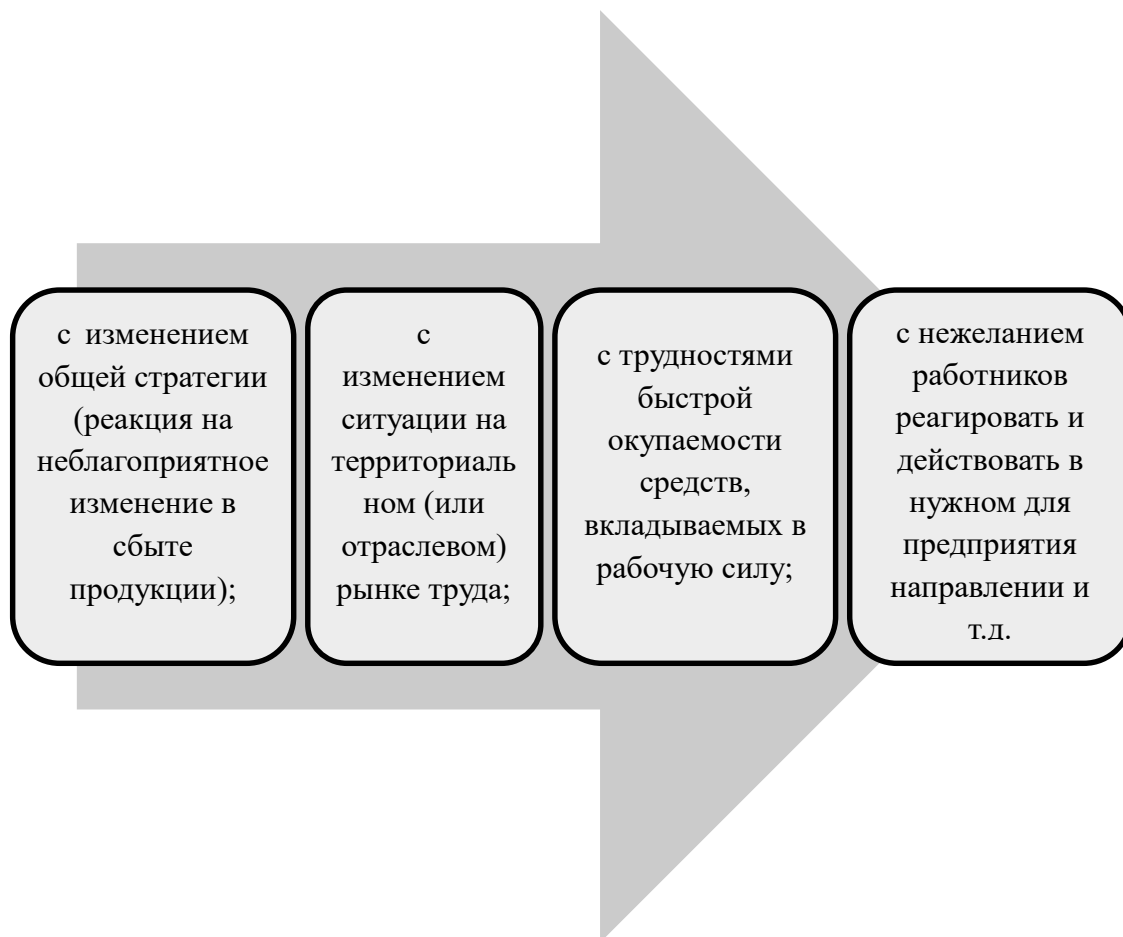 с  изменением
общей стратегии
(реакция на
неблагоприятное
изменение в
сбыте
продукции);
с
изменением
ситуации на
территориаль
ном (или
отраслевом)
рынке труда;
с трудностями
быстрой
окупаемости
средств,
вкладываемых в
рабочую силу;
с нежеланием
работников
реагировать и
действовать в
нужном для
предприятия
направлении и
т.д.